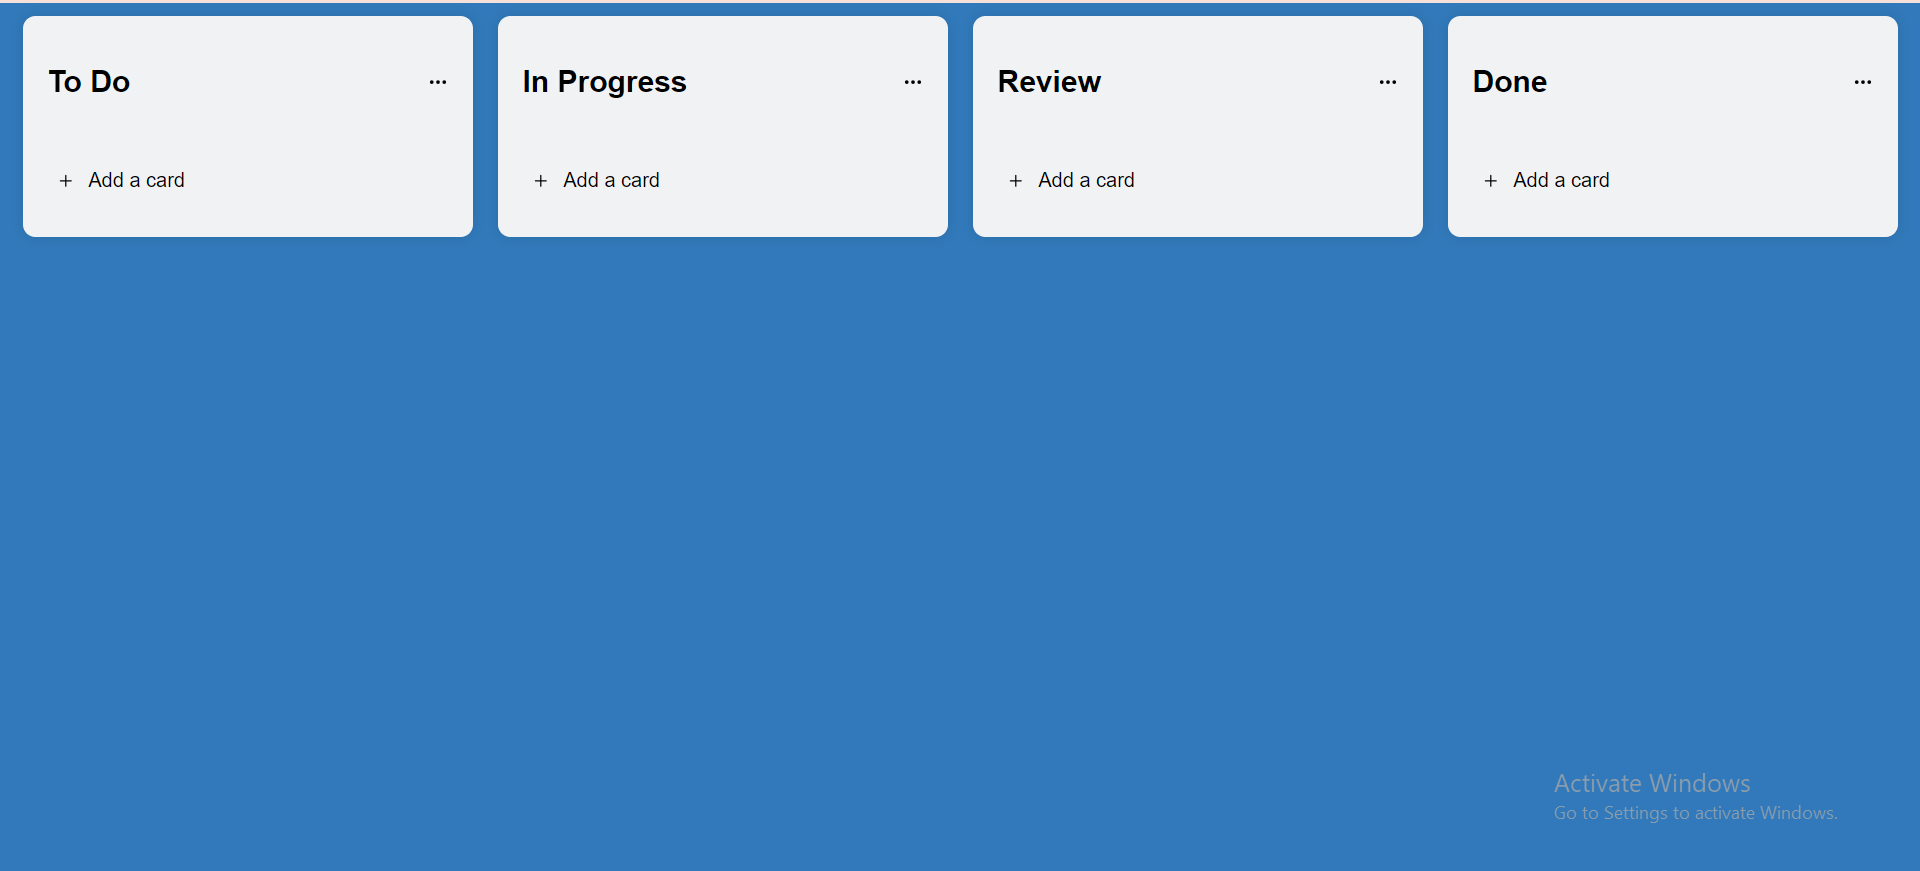 To Do ...
+ Add a card
In Progress ...
+ Add a card
Review ...
+ Add a card
Done ...
+ Add a card
Activate Windows
Go to Settings to activate Windows.